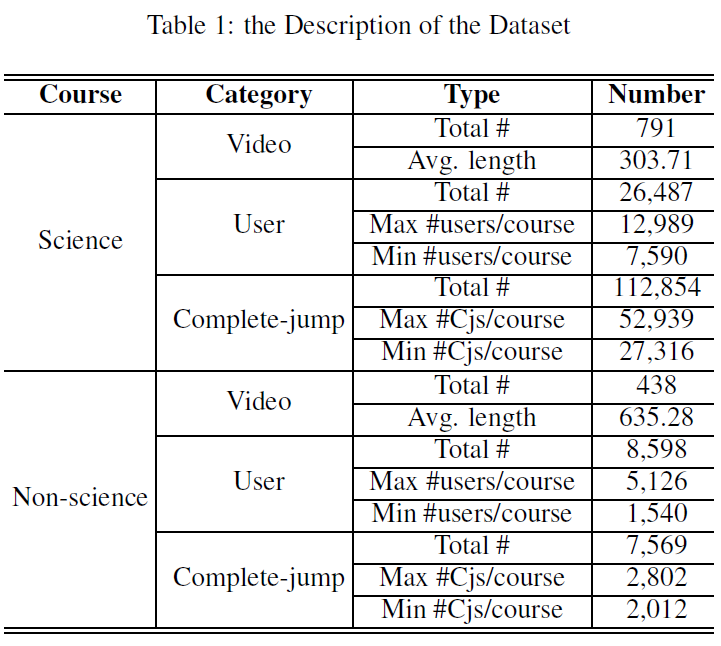 Table 1: the Description of the Dataset
Course Category Type Number
Science Video Total # 791
Avg. length 303.71
User Total # 26,487
Max #users/course 12,989
Min #users/course 7,590
Complete-jump Total # 112,854
Max #Cjs/course 52,939
Min #Cjs/course 27,316
Non-science Video Total # 438
Avg. length 635.28
User Total # 8,598
Max #users/course 5,126
Min #users/course 1,540
Complete-jump Total # 7,569
Max #Cjs/course 2,802
Min #Cjs/course 2,012